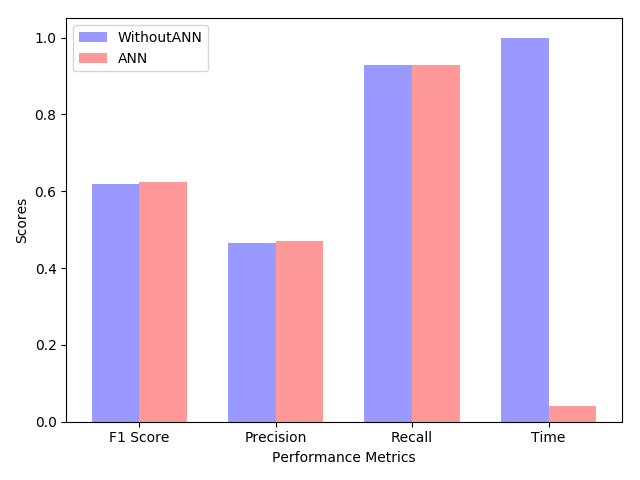 WithoutANN
ANN
1.0
0.8
0.6
0.4
0.2
0.0
Scores
F1 Score
Precision
Recall
Time
Performance Metrics